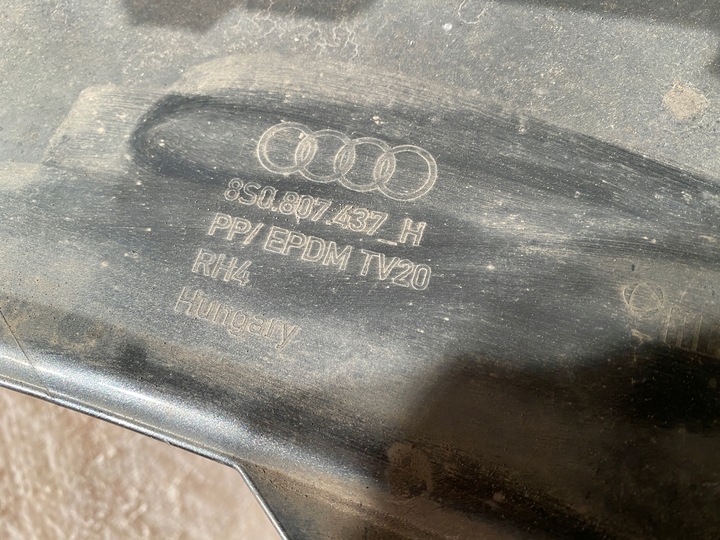 8S0.807.437_H
PP/ EPDM TV20
RH4
Hungary